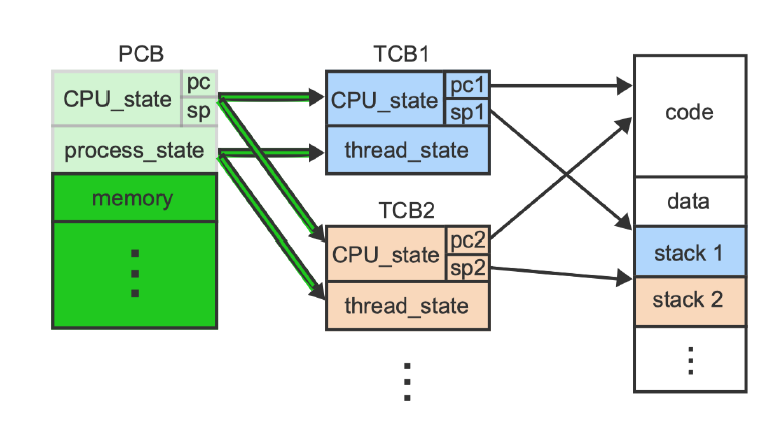 PCB
CPU_state
pc
sp
process_state
memory
TCB1
CPU_state
pc1
sp1
thread_state
TCB2
CPU_state
pc2
sp2
thread_state
code
data
stack 1
stack 2